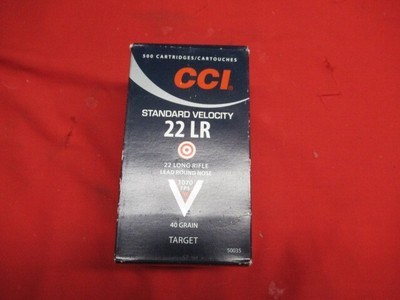 500 CARTRIDGES/CARTOUCHES
CCI
STANDARD VELOCITY
22 LR
22 LONG RIFLE
LEAD ROUND NOSE
1070
FPS
V
40 GRAIN
TARGET
50035